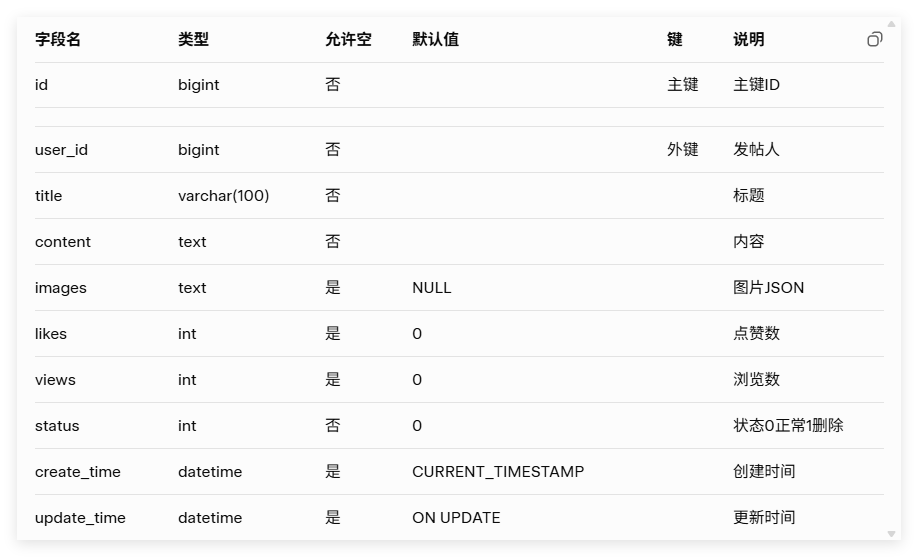 字段名 类型 允许空 默认值 键 说明
id bigint 否 主键 主键ID
user_id bigint 否 外键 发帖人
title varchar(100) 否 标题
content text 否 内容
images text 是 NULL 图片JSON
likes int 是 0 点赞数
views int 是 0 浏览数
status int 否 0 状态0正常1删除
create_time datetime 是 CURRENT_TIMESTAMP 创建时间
update_time datetime 是 ON UPDATE 更新时间